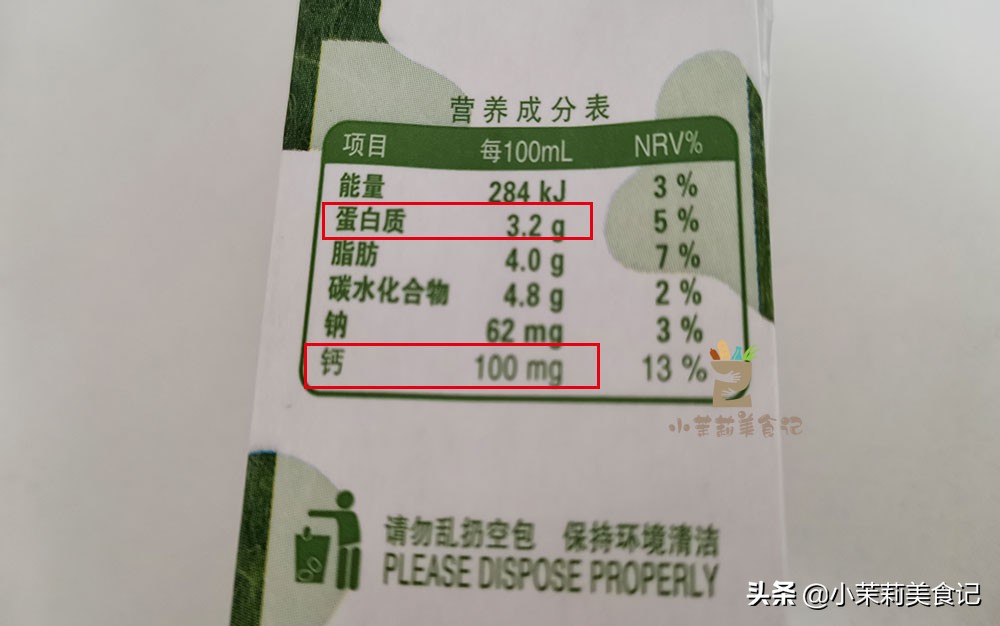 营养成分表
项目 每100mL NRV%
能量 284 kJ 3 %
蛋白质 3.2 g 5 %
脂肪 4.0 g 7 %
碳水化合物 4.8 g 2 %
钠 62 mg 3 %
钙 100 mg 13 %
小茉莉美食记
请勿乱扔空包 保持环境清洁
PLEASE DISPOSE PROPERLY
头条 @小茉莉美食记